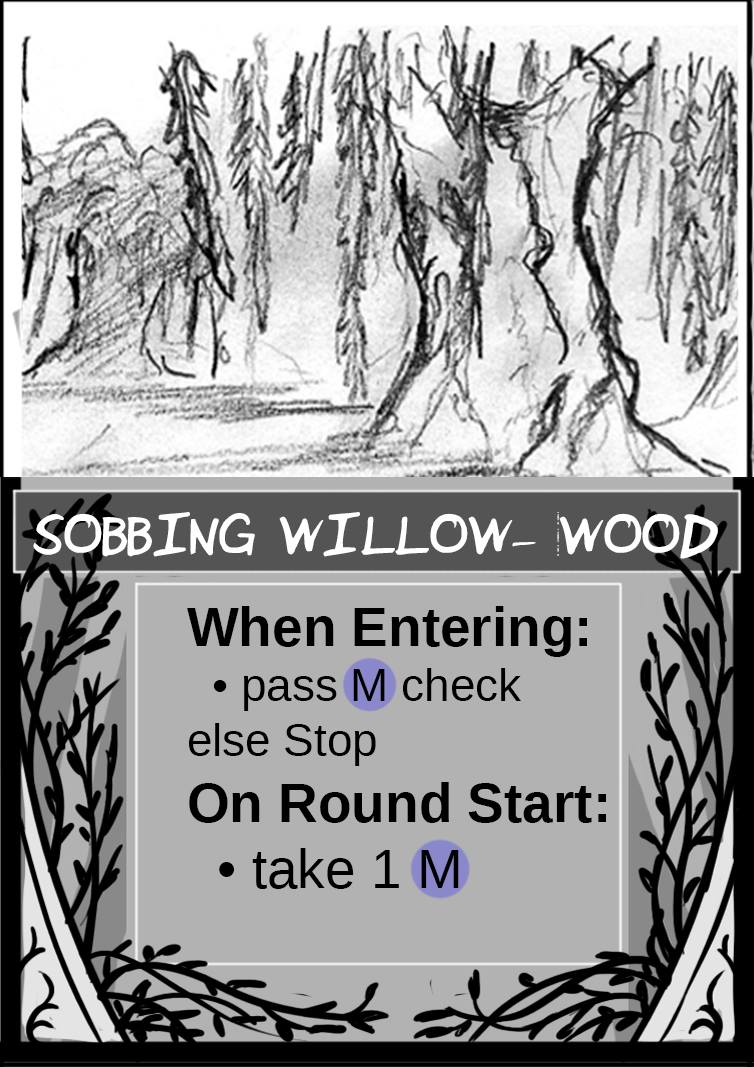 SOBBING WILLOW- WOOD
When Entering:
• pass M check
else Stop
On Round Start:
• take 1 M